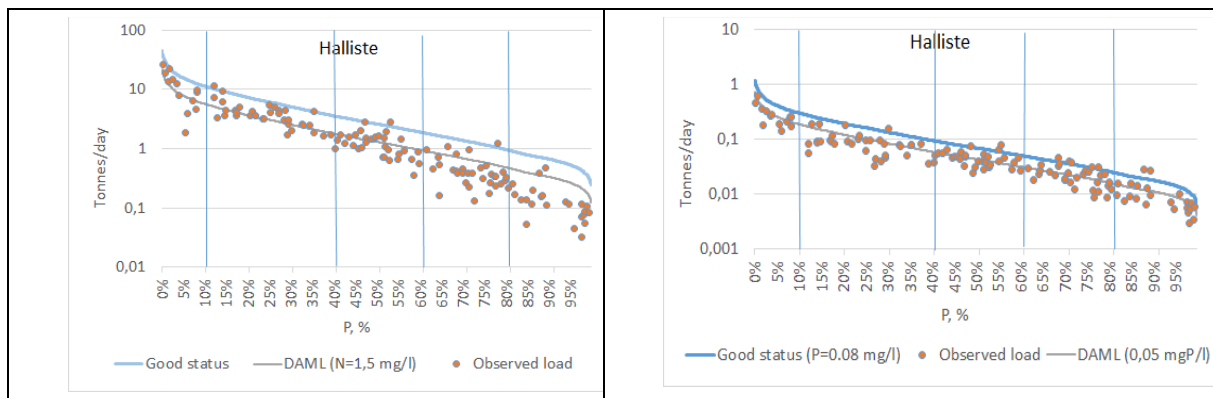 Halliste
100
10
1
0,1
0,01
Tonnes/day
0% 5% 10% 15% 20% 25% 30% 35% 40% 45% 50% 55% 60% 65% 70% 75% 80% 85% 90% 95%
P, %
Good status DAML (N=1,5 mg/l) Observed load
Halliste
10
1
0,1
0,01
0,001
Tonnes/day
0% 5% 10% 15% 20% 25% 30% 35% 40% 45% 50% 55% 60% 65% 70% 75% 80% 85% 90% 95%
P, %
Good status (P=0.08 mg/l) Observed load DAML (0,05 mgP/l)